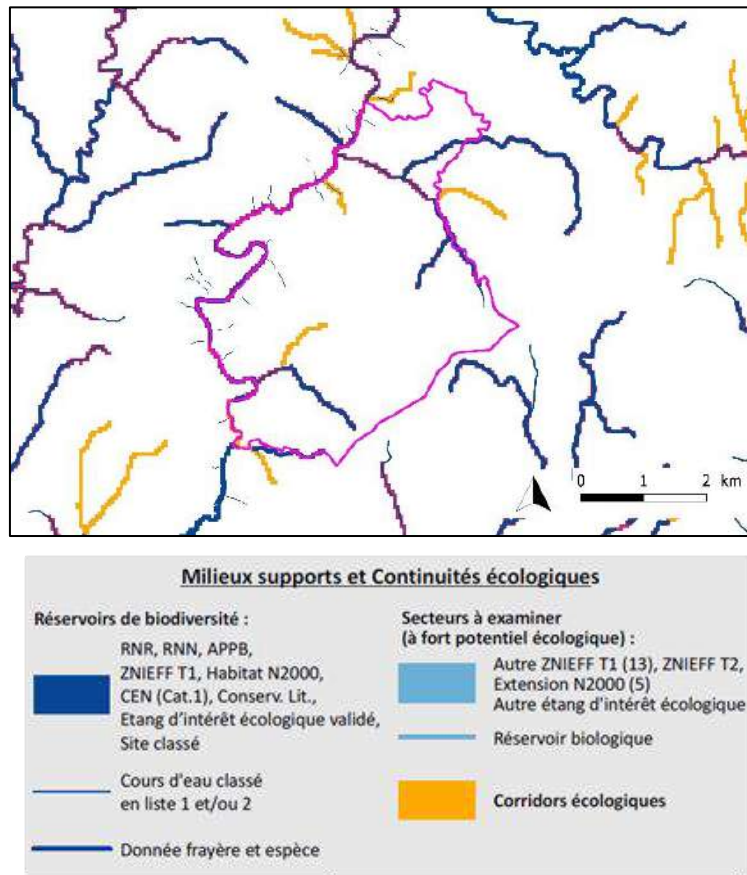 0 1 2 km
Milieux supports et Continuités écologiques
Réservoirs de biodiversité :
RNR, RNN, APPB,
ZNIEFF T1, Habitat N2000,
CEN (Cat.1), Conserv. Lit.,
Etang d'intérêt écologique validé,
Site classé
Cours d'eau classé
en liste 1 et/ou 2
Donnée frayère et espèce
Secteurs à examiner
(à fort potentiel écologique) :
Autre ZNIEFF T1 (13), ZNIEFF T2,
Extension N2000 (5)
Autre étang d'intérêt écologique
Réservoir biologique
Corridors écologiques